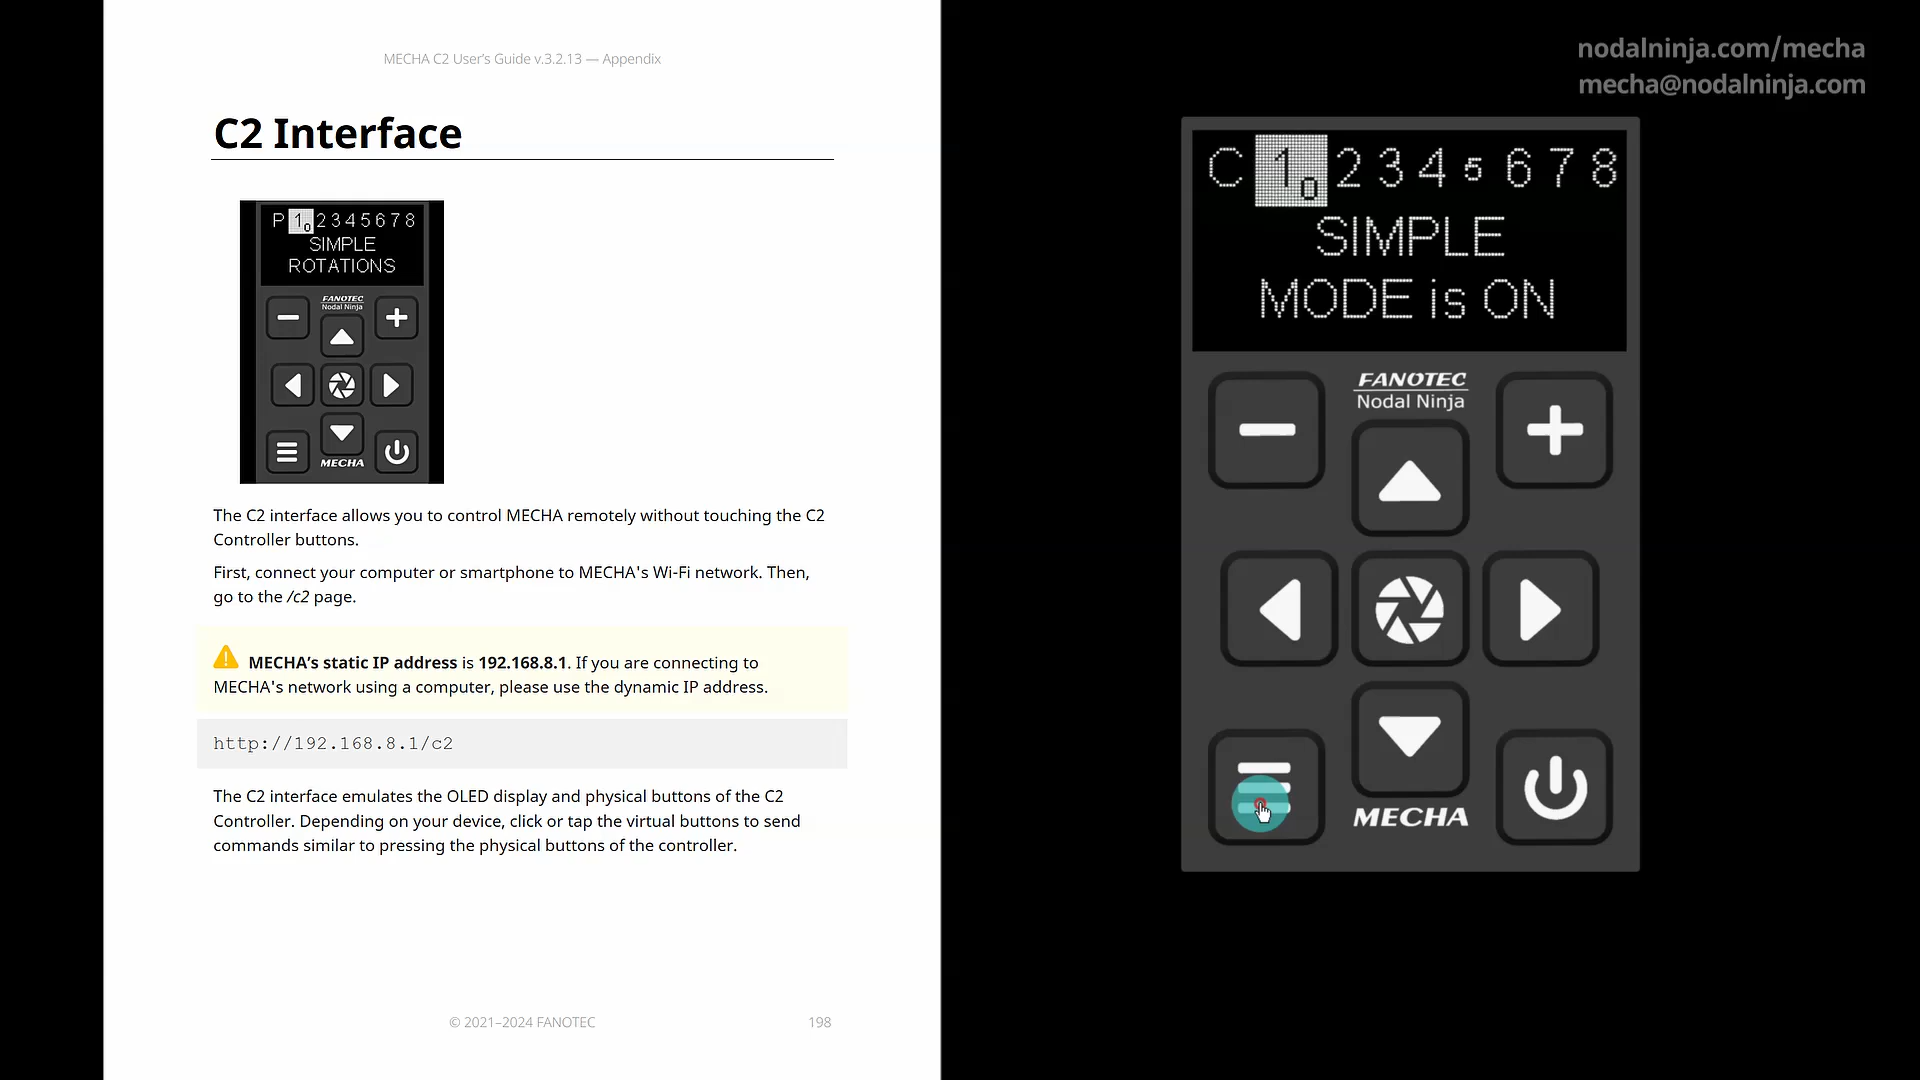 MECHA C2 User's Guide v.3.2.13 — Appendix
C2 Interface
P 1 0 2 3 4 5 6 7 8
SIMPLE
ROTATIONS
FANOTEC
Nodal Ninja
MECHA
The C2 interface allows you to control MECHA remotely without touching the C2
Controller buttons.
First, connect your computer or smartphone to MECHA's Wi-Fi network. Then,
go to the /c2 page.
MECHA’s static IP address is 192.168.8.1. If you are connecting to
MECHA's network using a computer, please use the dynamic IP address.
http://192.168.8.1/c2
The C2 interface emulates the OLED display and physical buttons of the C2
Controller. Depending on your device, click or tap the virtual buttons to send
commands similar to pressing the physical buttons of the controller.
© 2021–2024 FANOTEC
198
nodalninja.com/mecha
mecha@nodalninja.com
C 1 0 2 3 4 5 6 7 8
SIMPLE
MODE is ON
FANOTEC
Nodal Ninja
MECHA